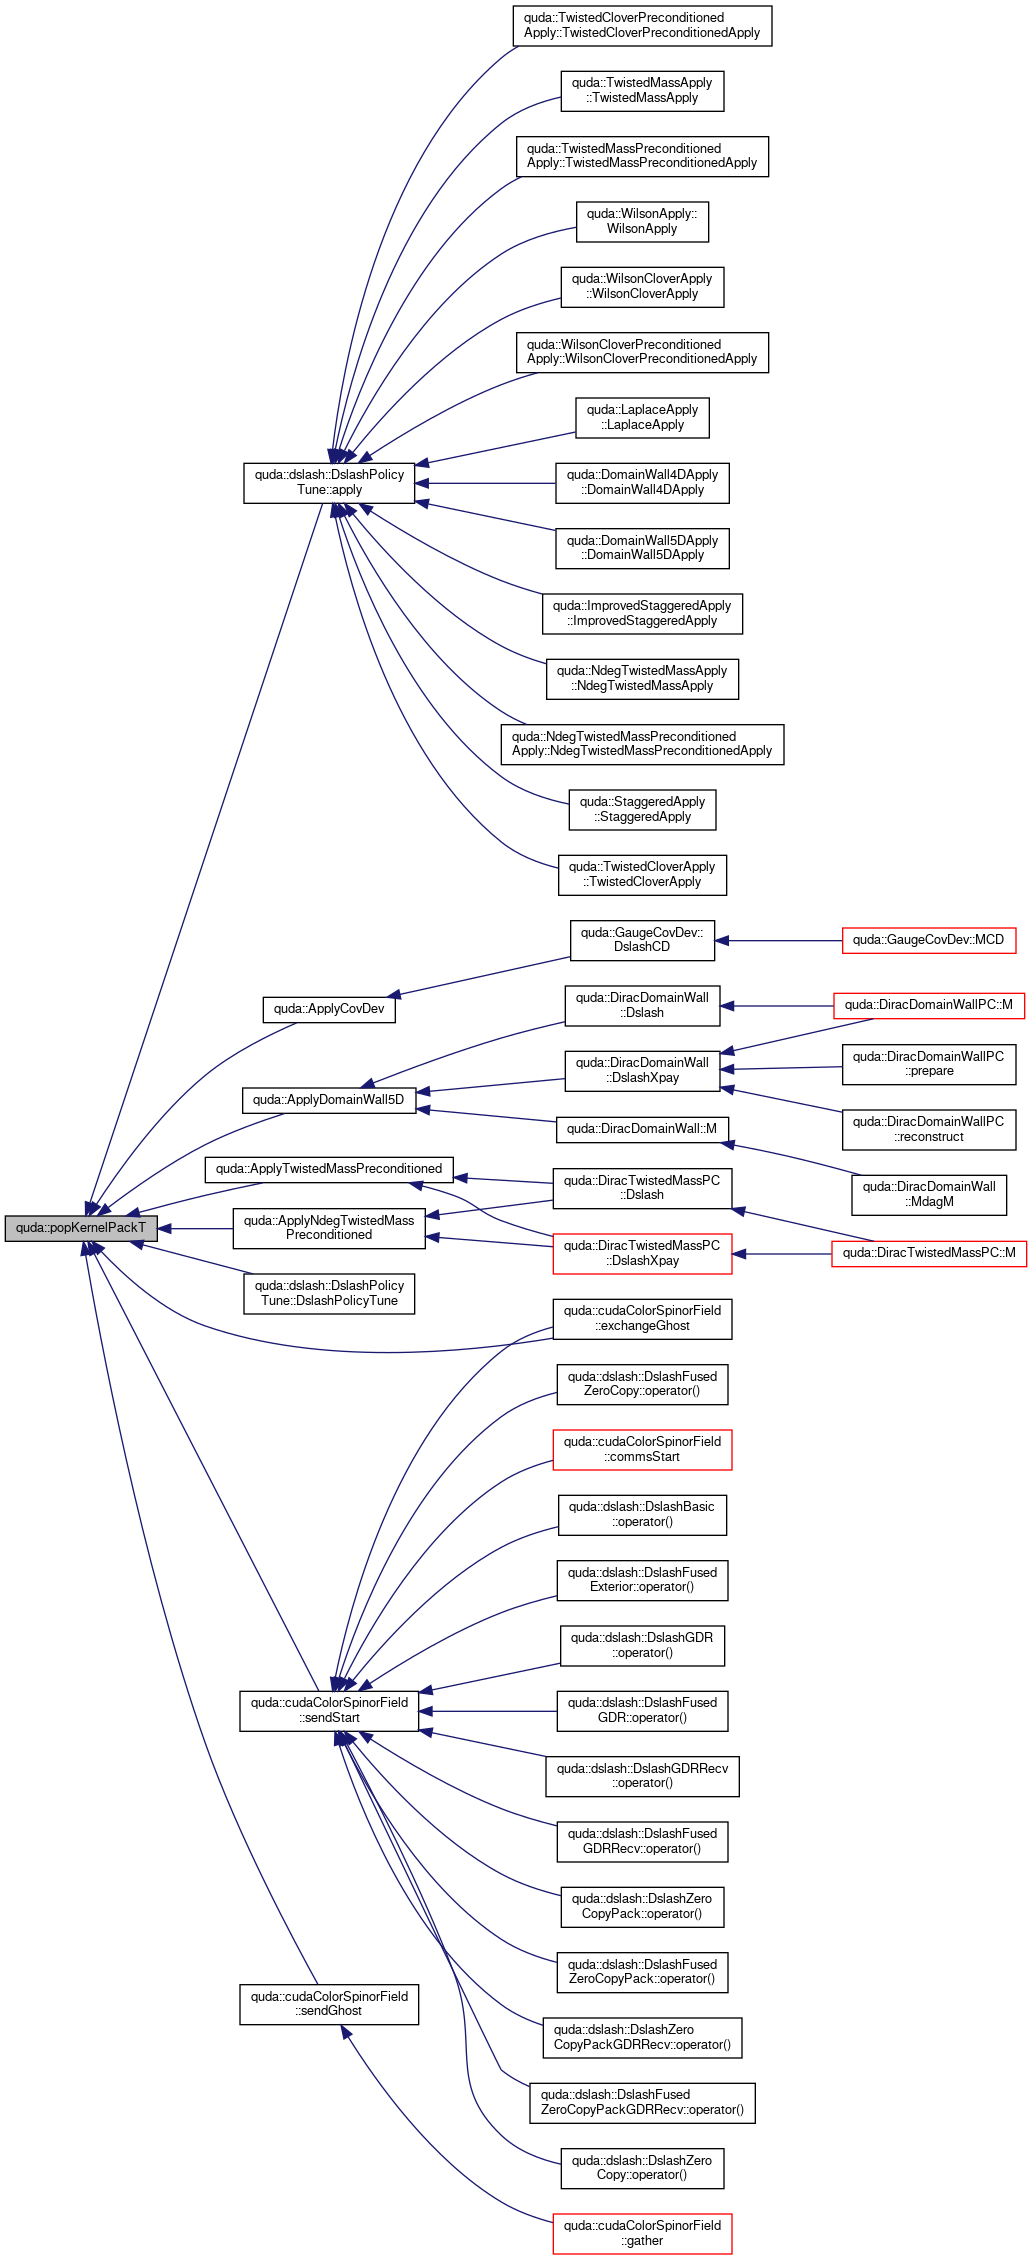 quda::TwistedCloverPreconditioned
Apply::TwistedCloverPreconditionedApply
quda::TwistedMassApply
::TwistedMassApply
quda::TwistedMassPreconditioned
Apply::TwistedMassPreconditionedApply
quda::WilsonApply::
WilsonApply
quda::WilsonCloverApply
::WilsonCloverApply
quda::WilsonCloverPreconditioned
Apply::WilsonCloverPreconditionedApply
quda::LaplaceApply
::LaplaceApply
quda::dslash::DslashPolicy
Tune::apply
quda::DomainWall4DApply
::DomainWall4DApply
quda::DomainWall5DApply
::DomainWall5DApply
quda::ImprovedStaggeredApply
::ImprovedStaggeredApply
quda::NdegTwistedMassApply
::NdegTwistedMassApply
quda::NdegTwistedMassPreconditioned
Apply::NdegTwistedMassPreconditionedApply
quda::StaggeredApply
::StaggeredApply
quda::TwistedCloverApply
::TwistedCloverApply
quda::GaugeCovDev::
DslashCD
quda::GaugeCovDev::MCD
quda::ApplyCovDev
quda::DiracDomainWall
::Dslash
quda::DiracDomainWallPC::M
quda::DiracDomainWall
::DslashXpay
quda::DiracDomainWallPC
::prepare
quda::ApplyDomainWall5D
quda::DiracDomainWallPC
::reconstruct
quda::DiracDomainWall::M
quda::DiracDomainWall
::MdagM
quda::ApplyTwistedMassPreconditioned
quda::DiracTwistedMassPC
::Dslash
quda::popKernelPackT
quda::ApplyNdegTwistedMass
Preconditioned
quda::DiracTwistedMassPC
::DslashXpay
quda::DiracTwistedMassPC::M
quda::dslash::DslashPolicy
Tune::DslashPolicyTune
quda::cudaColorSpinorField
::exchangeGhost
quda::dslash::DslashFused
ZeroCopy::operator()
quda::cudaColorSpinorField
::commsStart
quda::dslash::DslashBasic
::operator()
quda::dslash::DslashFused
Exterior::operator()
quda::dslash::DslashGDR
::operator()
quda::cudaColorSpinorField
::sendStart
quda::dslash::DslashFused
GDR::operator()
quda::dslash::DslashGDRRecv
::operator()
quda::dslash::DslashFused
GDRRecv::operator()
quda::dslash::DslashZero
CopyPack::operator()
quda::dslash::DslashFused
ZeroCopyPack::operator()
quda::cudaColorSpinorField
::sendGhost
quda::dslash::DslashZero
CopyPackGDRRecv::operator()
quda::dslash::DslashFused
ZeroCopyPackGDRRecv::operator()
quda::dslash::DslashZero
Copy::operator()
quda::cudaColorSpinorField
::gather